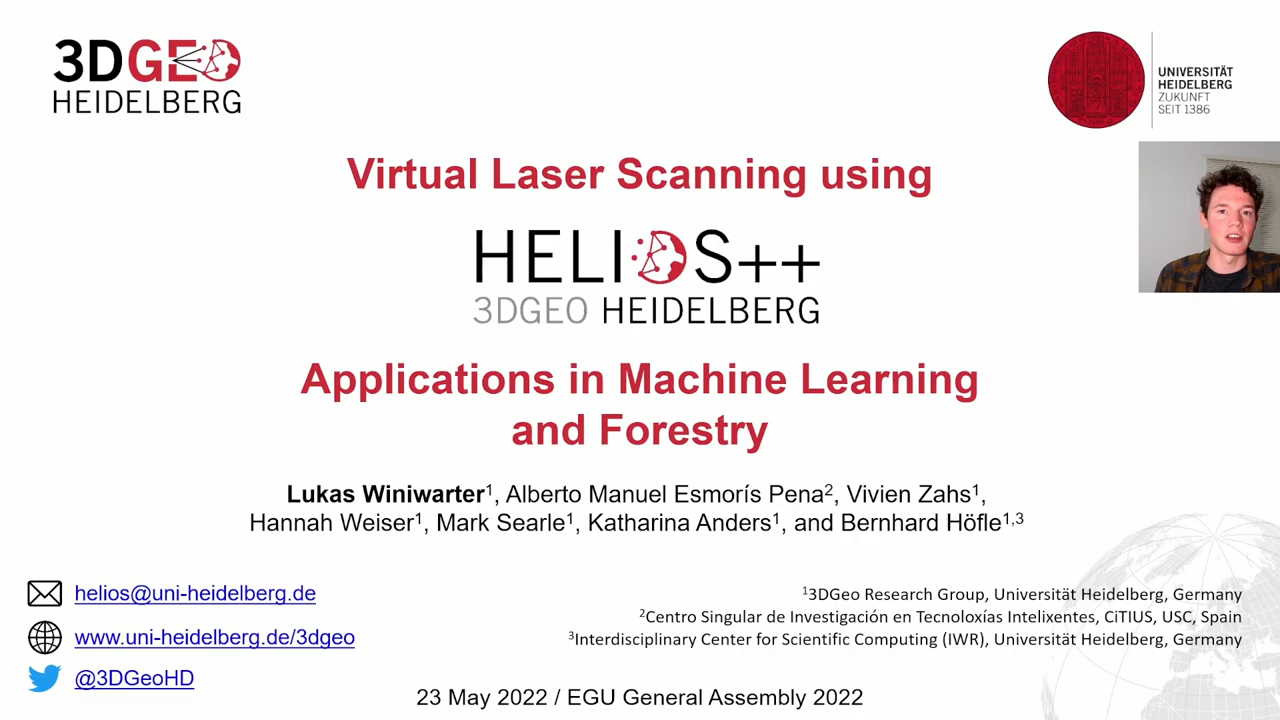 3DGEO
HEIDELBERG
UNIVERSITÄT
HEIDELBERG
ZUKUNFT
SEIT 1386
Virtual Laser Scanning using
HELIOS++
3DGEO HEIDELBERG
Applications in Machine Learning
and Forestry
Lukas Winiwarter¹, Alberto Manuel Esmorís Pena², Vivien Zahs¹,
Hannah Weiser¹, Mark Searle¹, Katharina Anders¹, and Bernhard Höfle¹,³
helios@uni-heidelberg.de
www.uni-heidelberg.de/3dgeo
@3DGeoHD
¹3DGeo Research Group, Universität Heidelberg, Germany
²Centro Singular de Investigación en Tecnoloxías Intelixentes, CiTIUS, USC, Spain
³Interdisciplinary Center for Scientific Computing (IWR), Universität Heidelberg, Germany
23 May 2022 / EGU General Assembly 2022